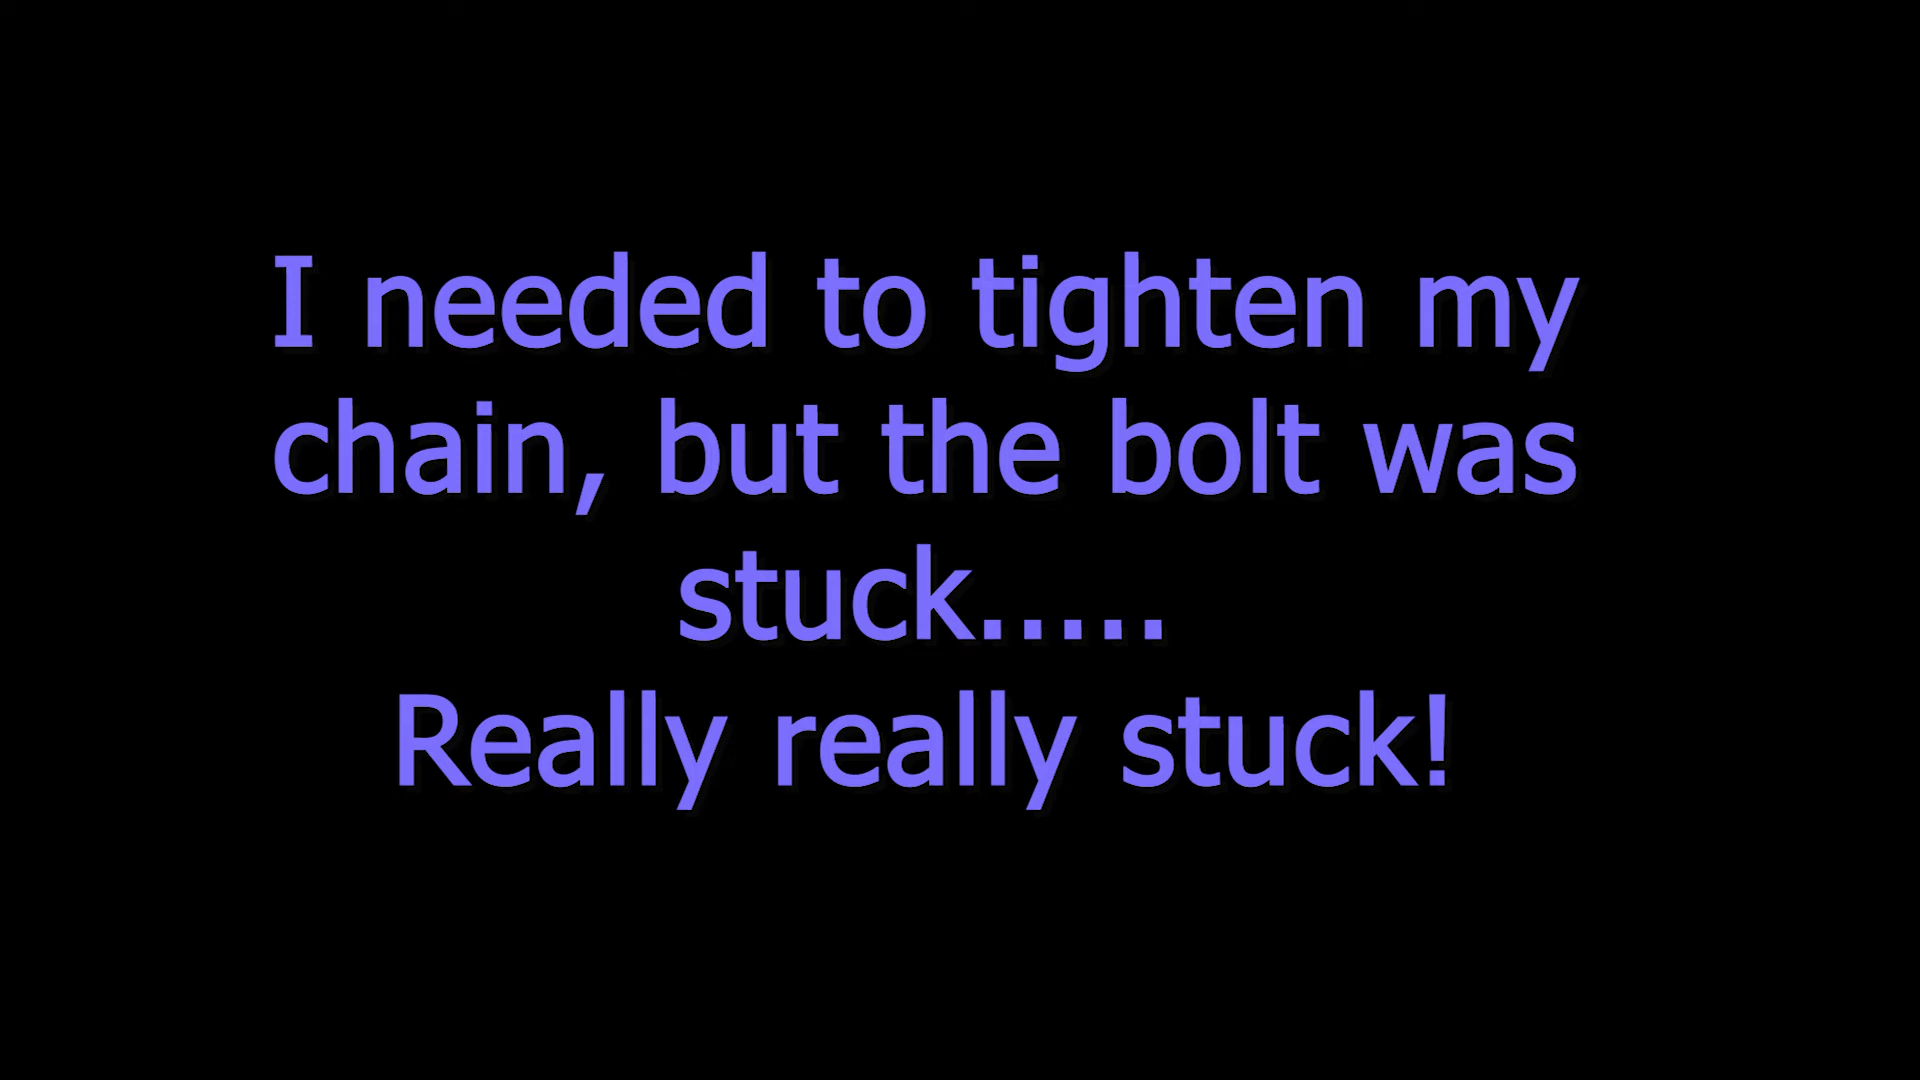 I needed to tighten my
chain, but the bolt was
stuck.....
Really really stuck!